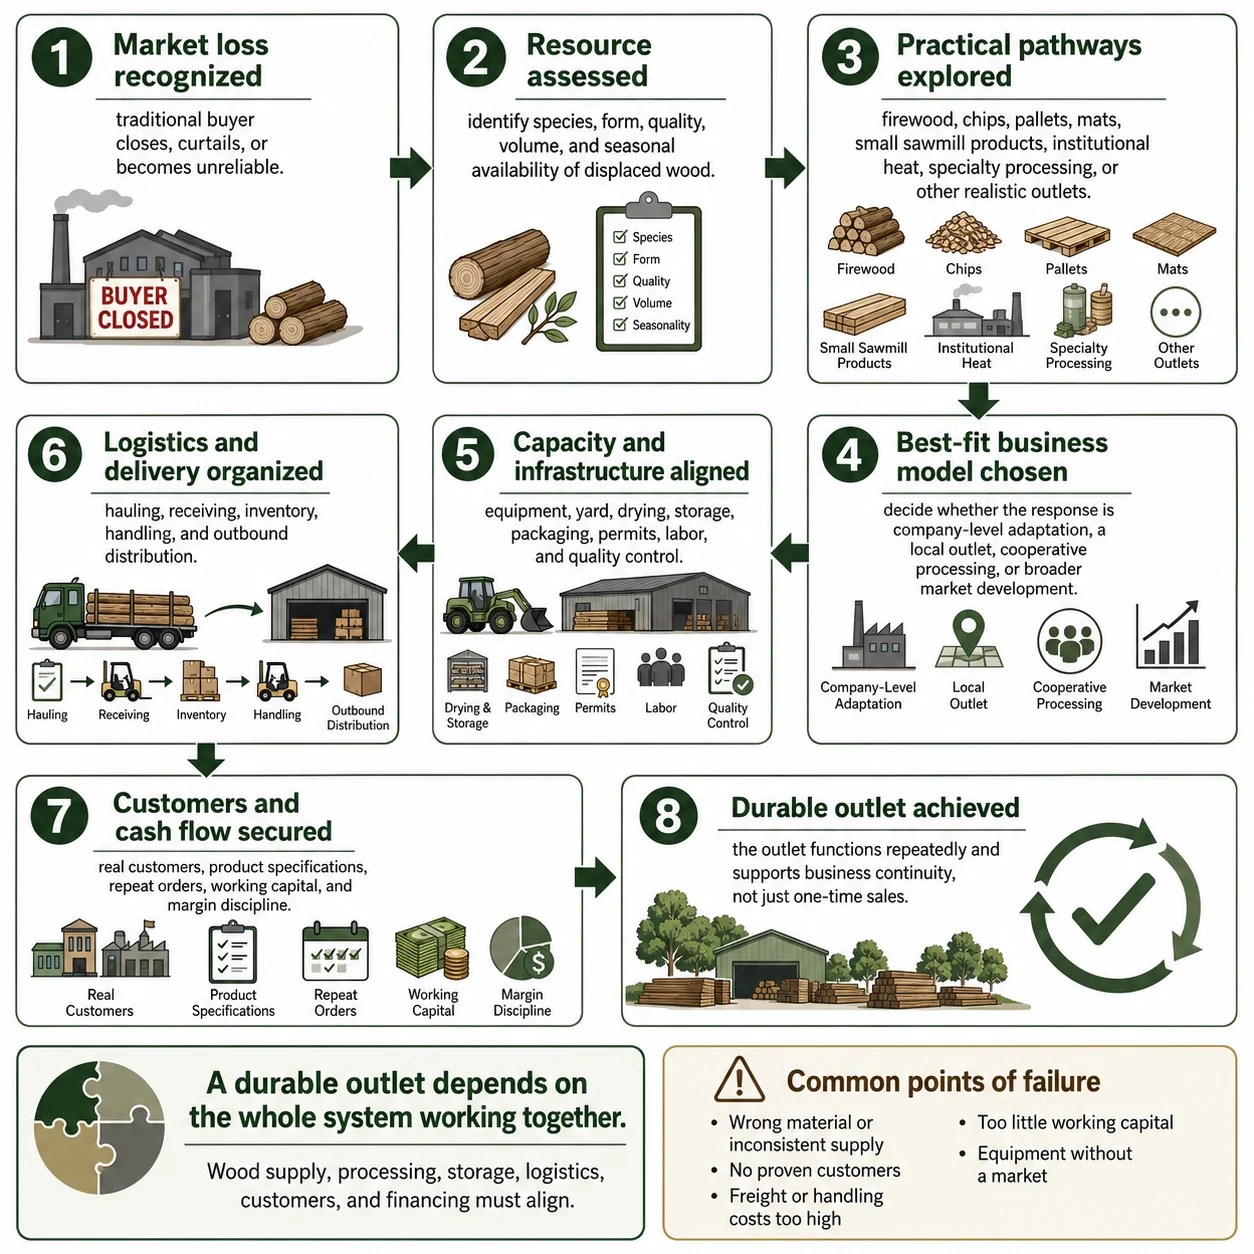 1
Market loss
recognized
traditional buyer
closes, curtails, or
becomes unreliable.
BUYER
CLOSED
2
Resource
assessed
identify species, form, quality,
volume, and seasonal
availability of displaced wood.
Species
Form
Quality
Volume
Seasonality
3
Practical pathways
explored
firewood, chips, pallets, mats,
small sawmill products, institutional
heat, specialty processing, or
other realistic outlets.
Firewood
Chips
Pallets
Mats
Small Sawmill
Products
Institutional
Heat
Specialty
Processing
Other
Outlets
4
Best-fit business
model chosen
decide whether the response is
company-level adaptation, a
local outlet, cooperative
processing, or broader
market development.
Company-Level
Adaptation
Local
Outlet
Cooperative
Processing
Market
Development
5
Capacity and
infrastructure aligned
equipment, yard, drying, storage,
packaging, permits, labor,
and quality control.
Drying &
Storage
Packaging
Permits
Labor
Quality
Control
6
Logistics and
delivery organized
hauling, receiving, inventory,
handling, and outbound
distribution.
Hauling
Receiving
Inventory
Handling
Outbound
Distribution
7
Customers and
cash flow secured
real customers, product specifications,
repeat orders, working capital, and
margin discipline.
Real
Customers
Product
Specifications
Repeat
Orders
Working
Capital
$
Margin
Discipline
8
Durable outlet achieved
the outlet functions repeatedly and
supports business continuity,
not just one-time sales.
A durable outlet depends on
the whole system working together.
Wood supply, processing, storage, logistics,
customers, and financing must align.
Common points of failure
• Wrong material or
inconsistent supply
• No proven customers
• Freight or handling
costs too high
• Too little working capital
• Equipment without
a market